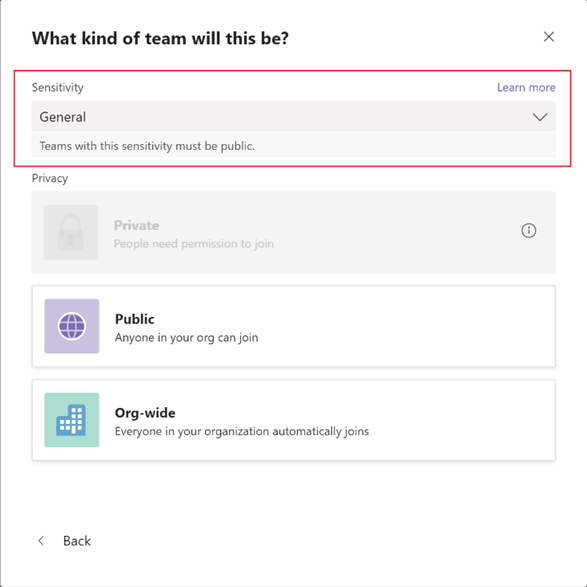 What kind of team will this be?
Sensitivity
Learn more
General
Teams with this sensitivity must be public.
Privacy
Private
People need permission to join
Public
Anyone in your org can join
Org-wide
Everyone in your organization automatically joins
Back